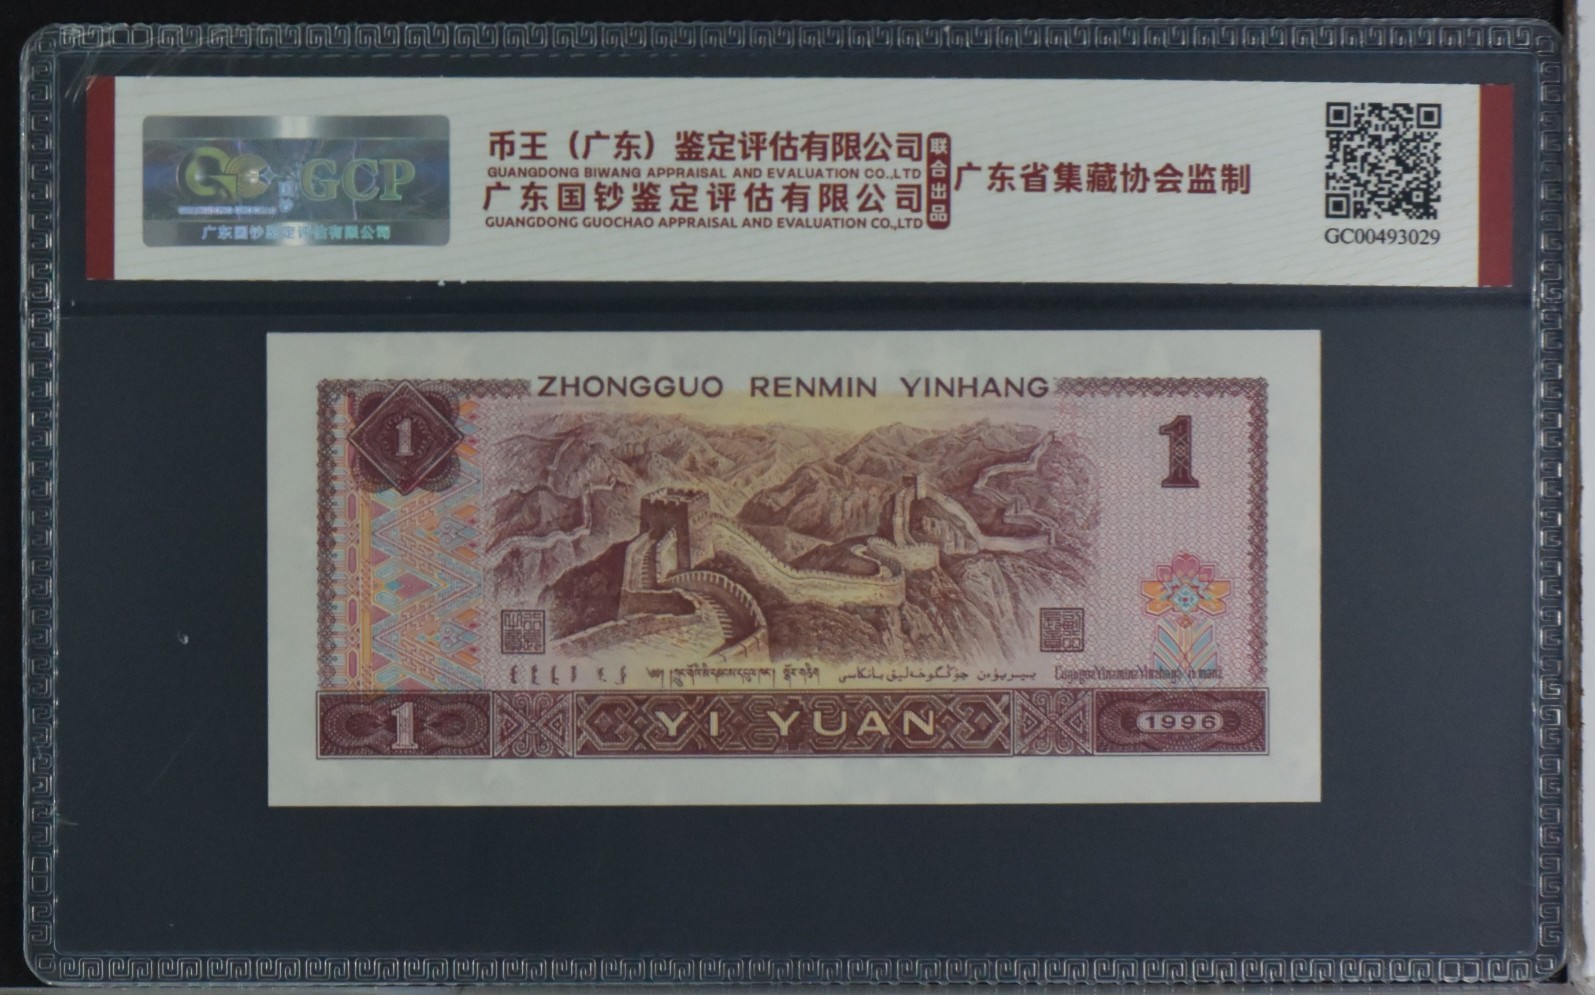 GCP
广东国钞鉴定评估有限公司
币王（广东）鉴定评估有限公司
GUANGDONG BIWANG APPRAISAL AND EVALUATION CO.,LTD
广东国钞鉴定评估有限公司
GUANGDONG GUOCHAO APPRAISAL AND EVALUATION CO.,LTD
联合出品
广东省集藏协会监制
GC00493029
ZHONGGUO RENMIN YINHANG
1
1
1
YI YUAN
1996